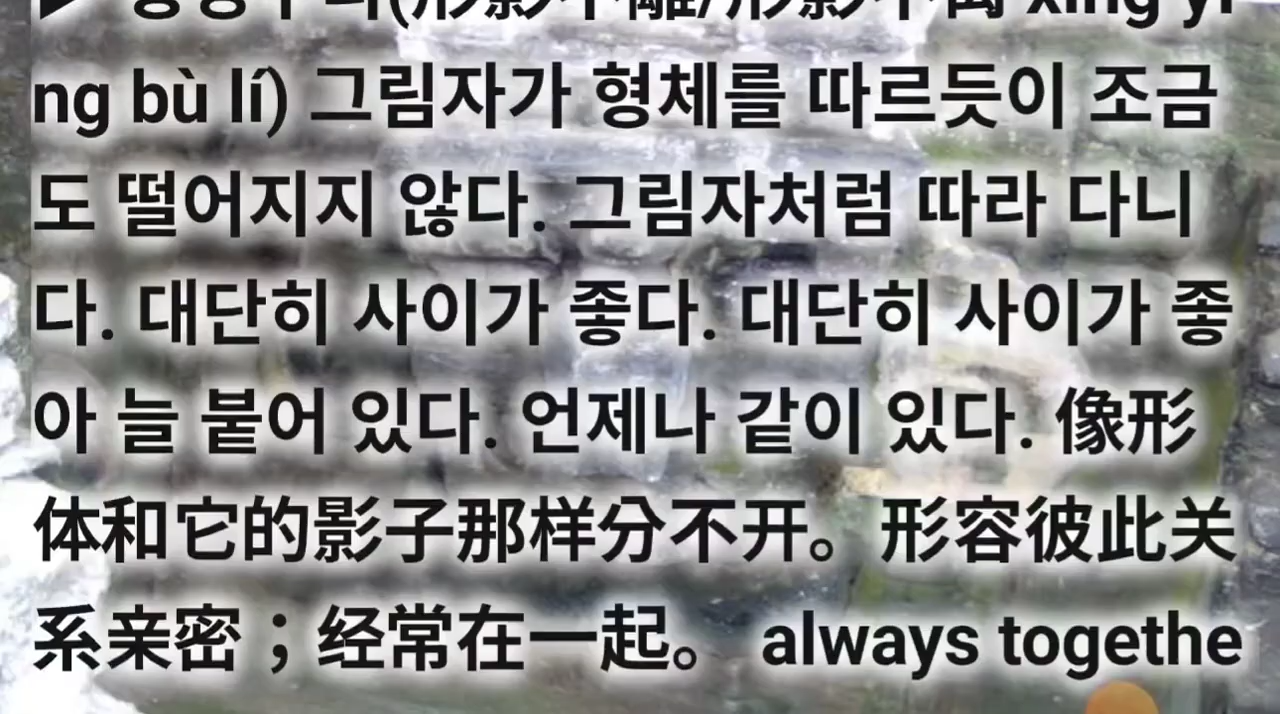 ng bù lí) 그림자가 형체를 따르듯이 조금
도 떨어지지 않다. 그림자처럼 따라 다니
다. 대단히 사이가 좋다. 대단히 사이가 좋
아 늘 붙어 있다. 언제나 같이 있다. 像形
体和它的影子那样分不开。形容彼此关
系亲密；经常在一起。 always togethe